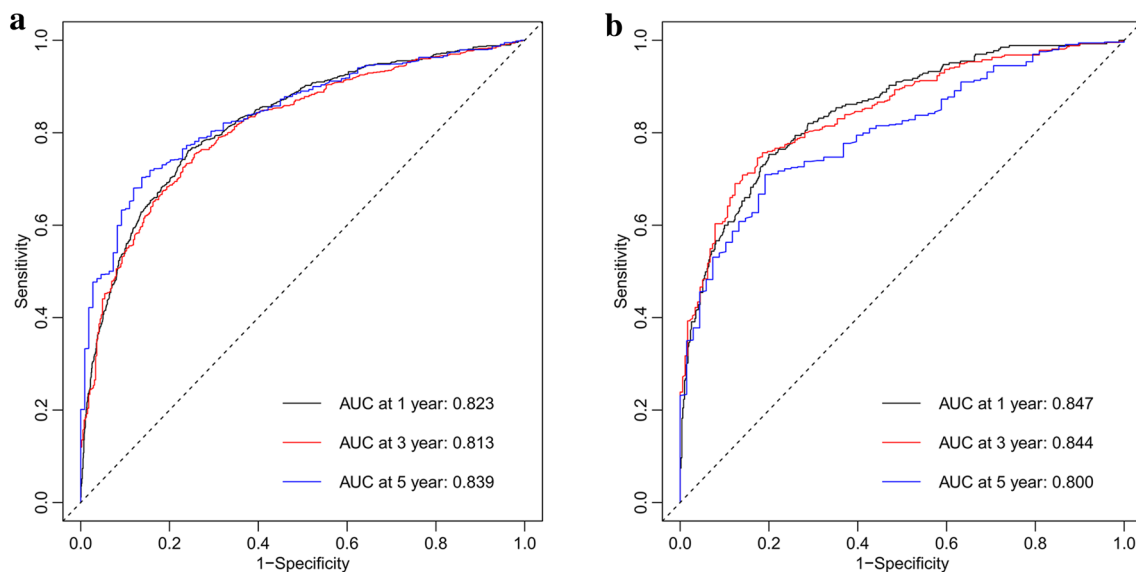 a
1.0
0.8
0.6
0.4
0.2
0.0
Sensitivity
AUC at 1 year: 0.823
AUC at 3 year: 0.813
AUC at 5 year: 0.839
0.0 0.2 0.4 0.6 0.8 1.0
1−Specificity
b
1.0
0.8
0.6
0.4
0.2
0.0
Sensitivity
AUC at 1 year: 0.847
AUC at 3 year: 0.844
AUC at 5 year: 0.800
0.0 0.2 0.4 0.6 0.8 1.0
1−Specificity